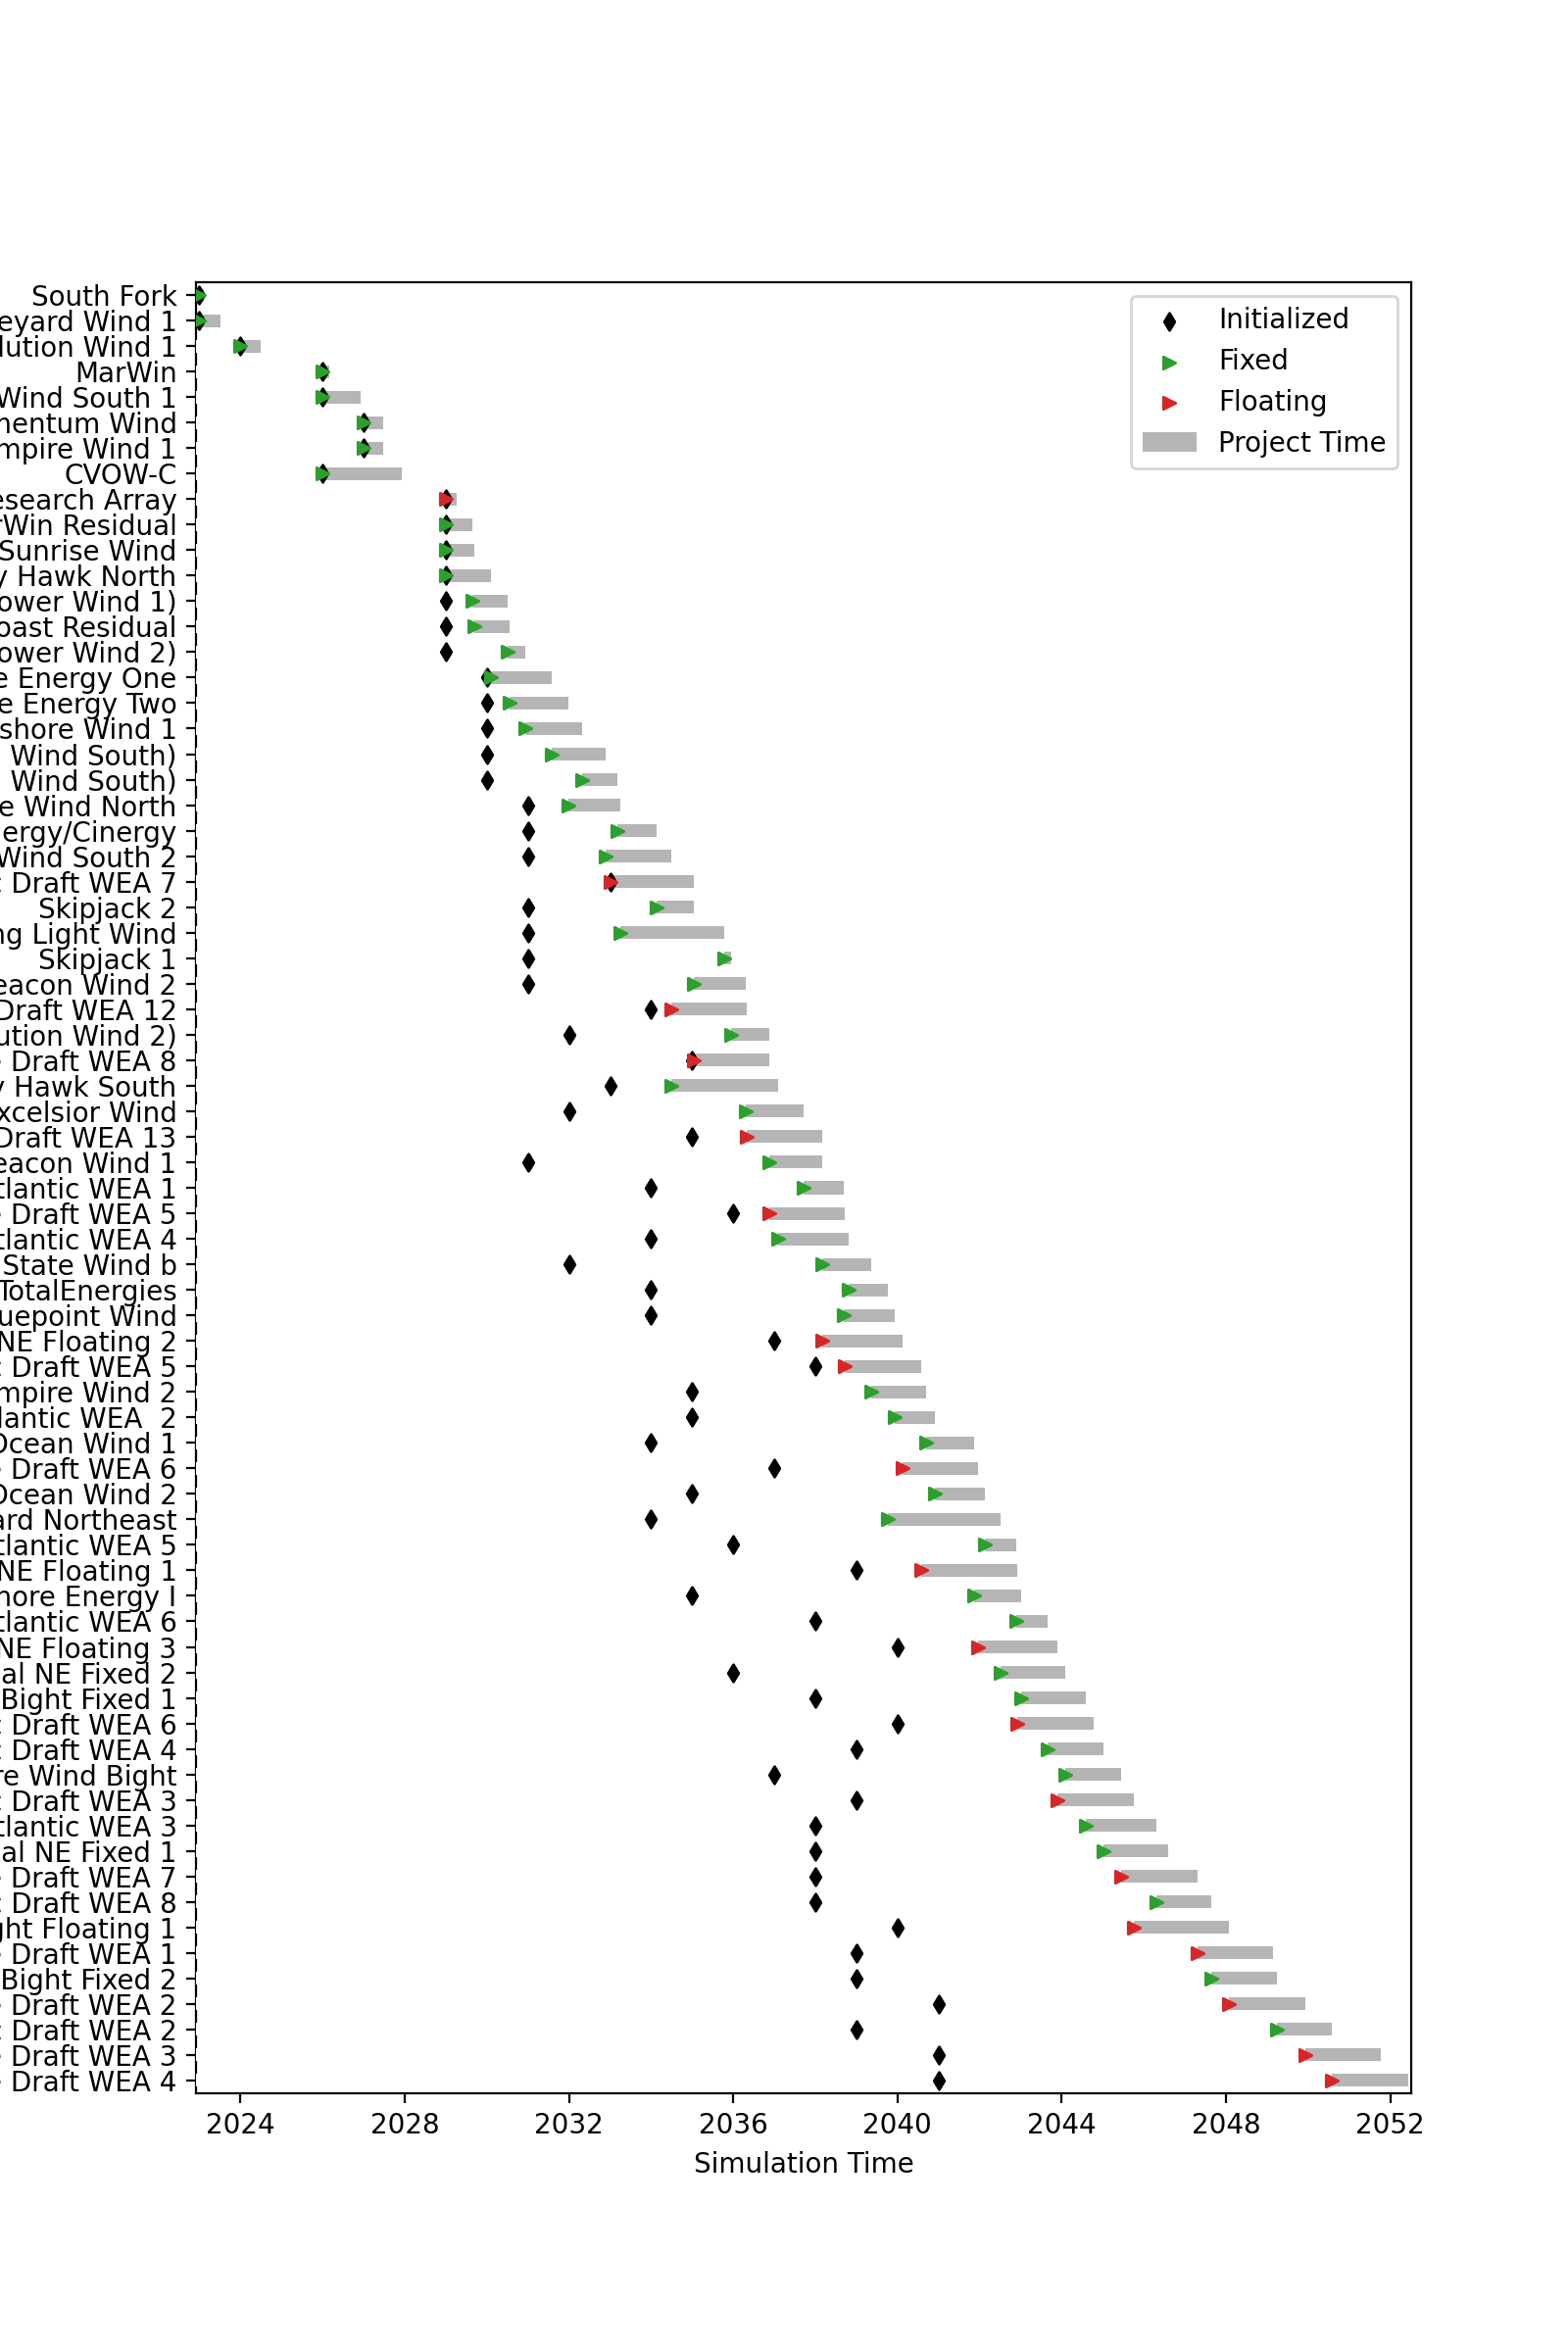 South Fork
eyard Wind 1
lution Wind 1
MarWin
Wind South 1
nentum Wind
mpire Wind 1
CVOW-C
esearch Array
Win Residual
Sunrise Wind
y Hawk North
ower Wind 1)
oast Residual
ower Wind 2)
e Energy One
e Energy Two
shore Wind 1
Wind South)
Wind South)
e Wind North
ergy/Cinergy
Wind South 2
Draft WEA 7
Skipjack 2
ng Light Wind
Skipjack 1
eacon Wind 2
Draft WEA 12
ution Wind 2)
Draft WEA 8
y Hawk South
xcelsior Wind
Draft WEA 13
eacon Wind 1
tlantic WEA 1
Draft WEA 5
tlantic WEA 4
State Wind b
TotalEnergies
uepoint Wind
NE Floating 2
Draft WEA 5
mpire Wind 2
lantic WEA  2
Ocean Wind 1
Draft WEA 6
Ocean Wind 2
ard Northeast
tlantic WEA 5
NE Floating 1
hore Energy I
tlantic WEA 6
NE Floating 3
al NE Fixed 2
Bight Fixed 1
Draft WEA 6
Draft WEA 4
re Wind Bight
Draft WEA 3
tlantic WEA 3
al NE Fixed 1
Draft WEA 7
Draft WEA 8
ght Floating 1
Draft WEA 1
Bight Fixed 2
Draft WEA 2
Draft WEA 2
Draft WEA 3
Draft WEA 4
Initialized
Fixed
Floating
Project Time
2024 2028 2032 2036 2040 2044 2048 2052
Simulation Time